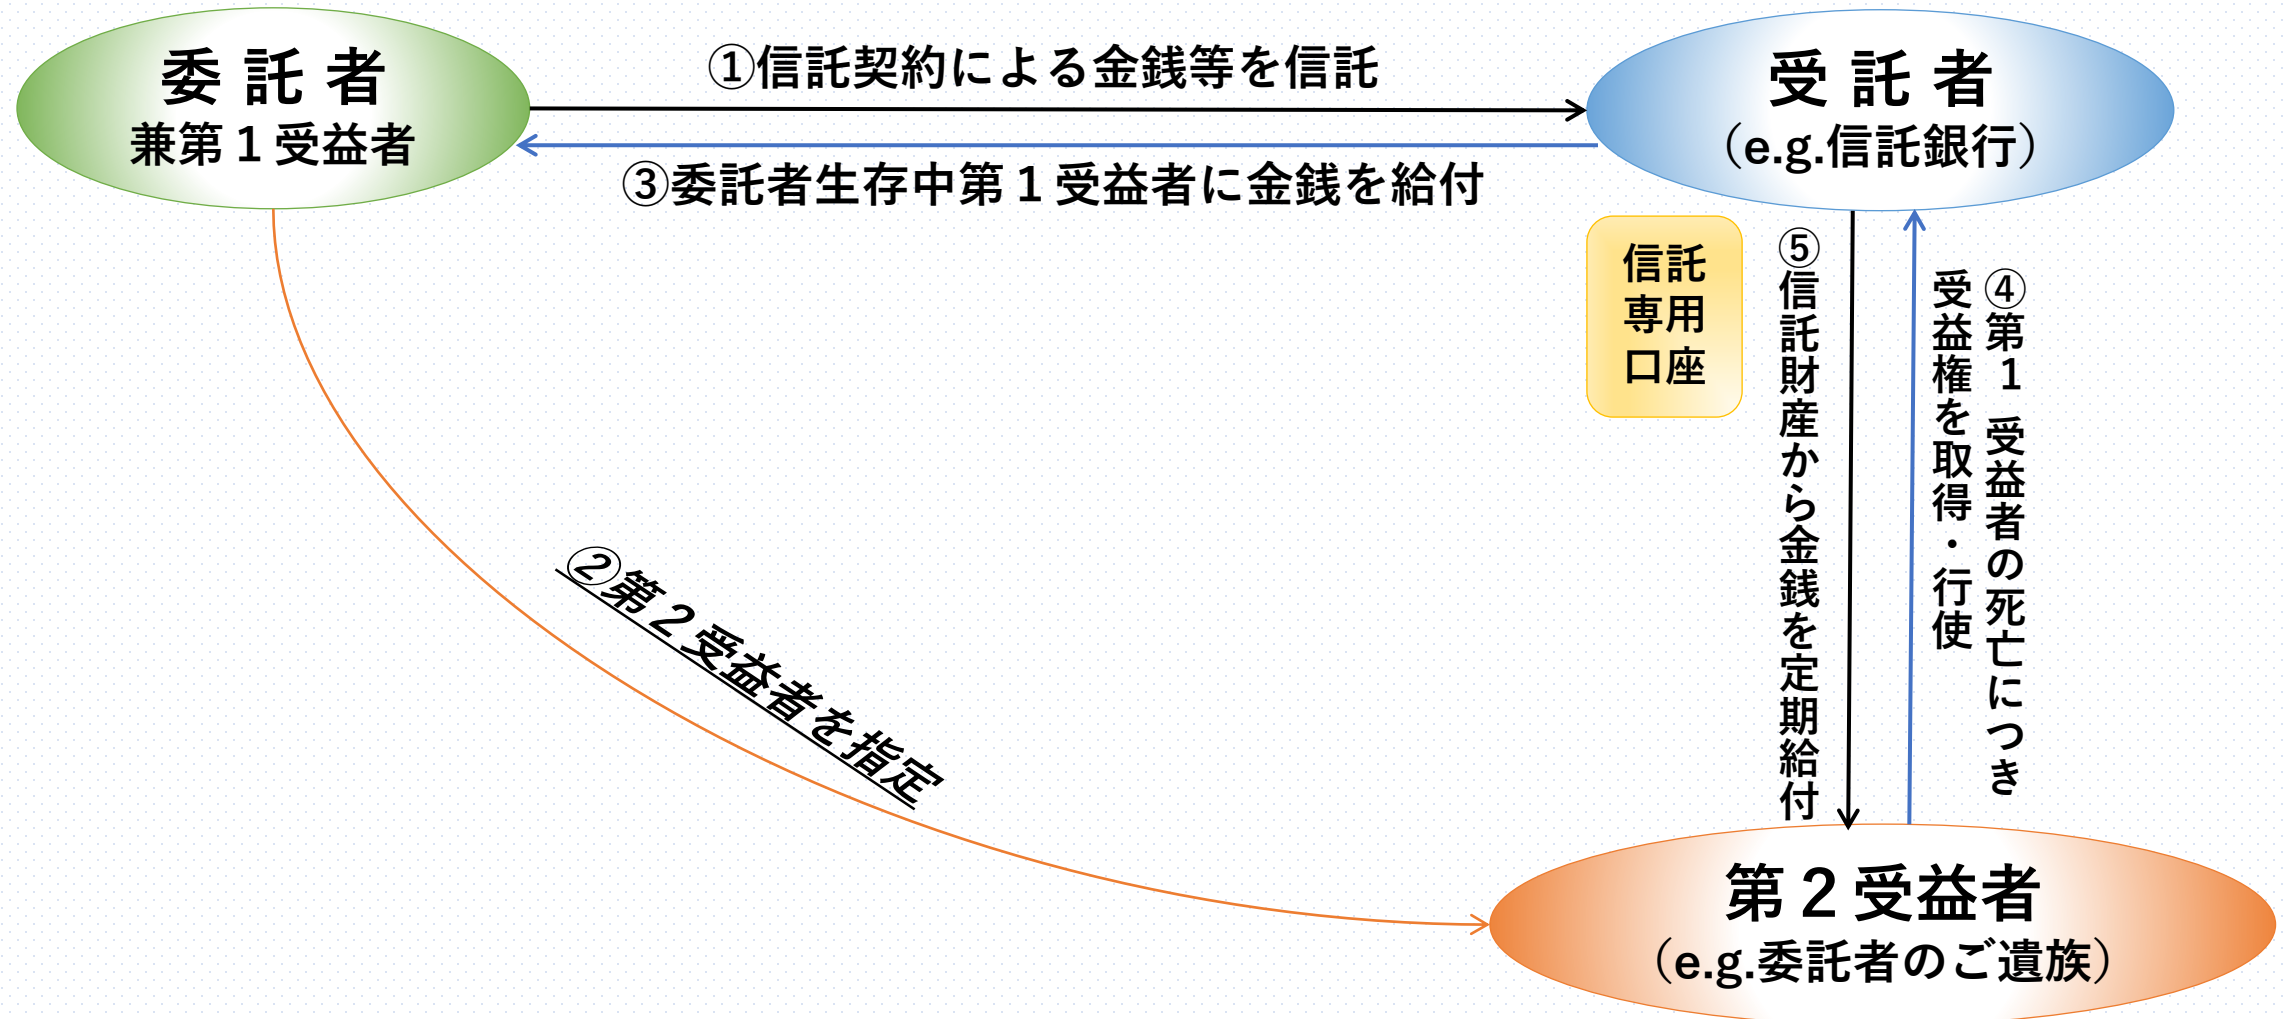 委託者
兼第1受益者
①信託契約による金銭等を信託
③委託者生存中第1受益者に金銭を給付
受託者
（e.g.信託銀行）
信託
専用
口座
⑤信託財産から金銭を定期給付
④第1受益者の死亡につき
受益権を取得・行使
②第2受益者を指定
第2受益者
（e.g.委託者のご遺族）